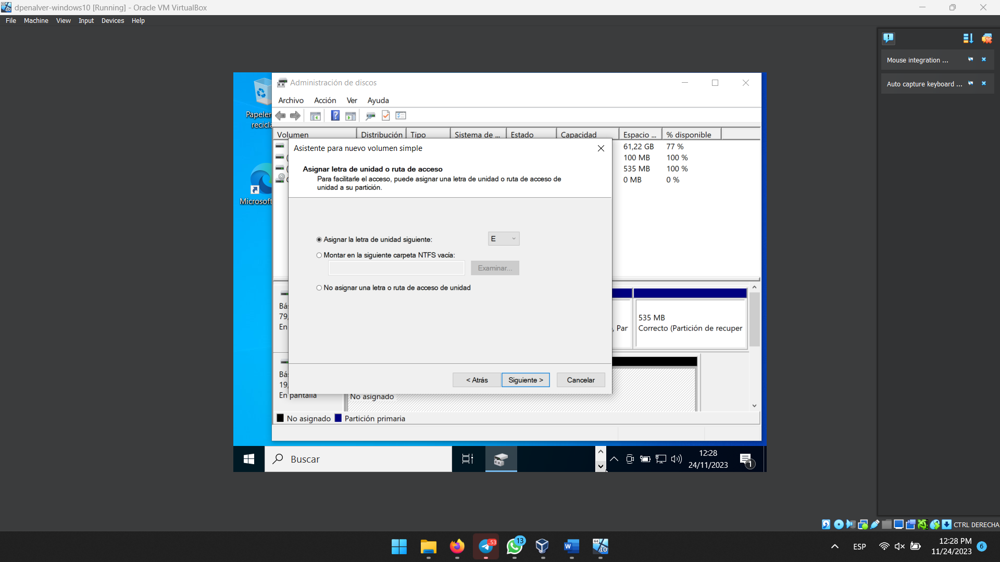 dpenalver-windows10 [Running] - Oracle VM VirtualBox
File Machine View Input Devices Help
Mouse integration ...
Auto capture keyboard ...
Papeler
recicla
Microsoft
Administración de discos
Archivo Acción Ver Ayuda
Volumen Distribución Tipo Sistema de ... Estado Capacidad Espacio ... % disponible
61,22 GB 77 %
100 MB 100 %
535 MB 100 %
0 MB 0 %
Asistente para nuevo volumen simple
Asignar letra de unidad o ruta de acceso
Para facilitarle el acceso, puede asignar una letra de unidad o ruta de acceso de
unidad a su partición.
Asignar la letra de unidad siguiente: E
Montar en la siguiente carpeta NTFS vacía:
Examinar...
No asignar una letra o ruta de acceso de unidad
< Atrás Siguiente > Cancelar
Bás
79,
En
, Par
535 MB
Correcto (Partición de recuper
Bás
19,
En pantalla
No asignado
No asignado Partición primaria
Buscar
12:28
24/11/2023
1
CTRL DERECHA
64
10
..53
13
W
64
10
ESP
12:28 PM
11/24/2023
6